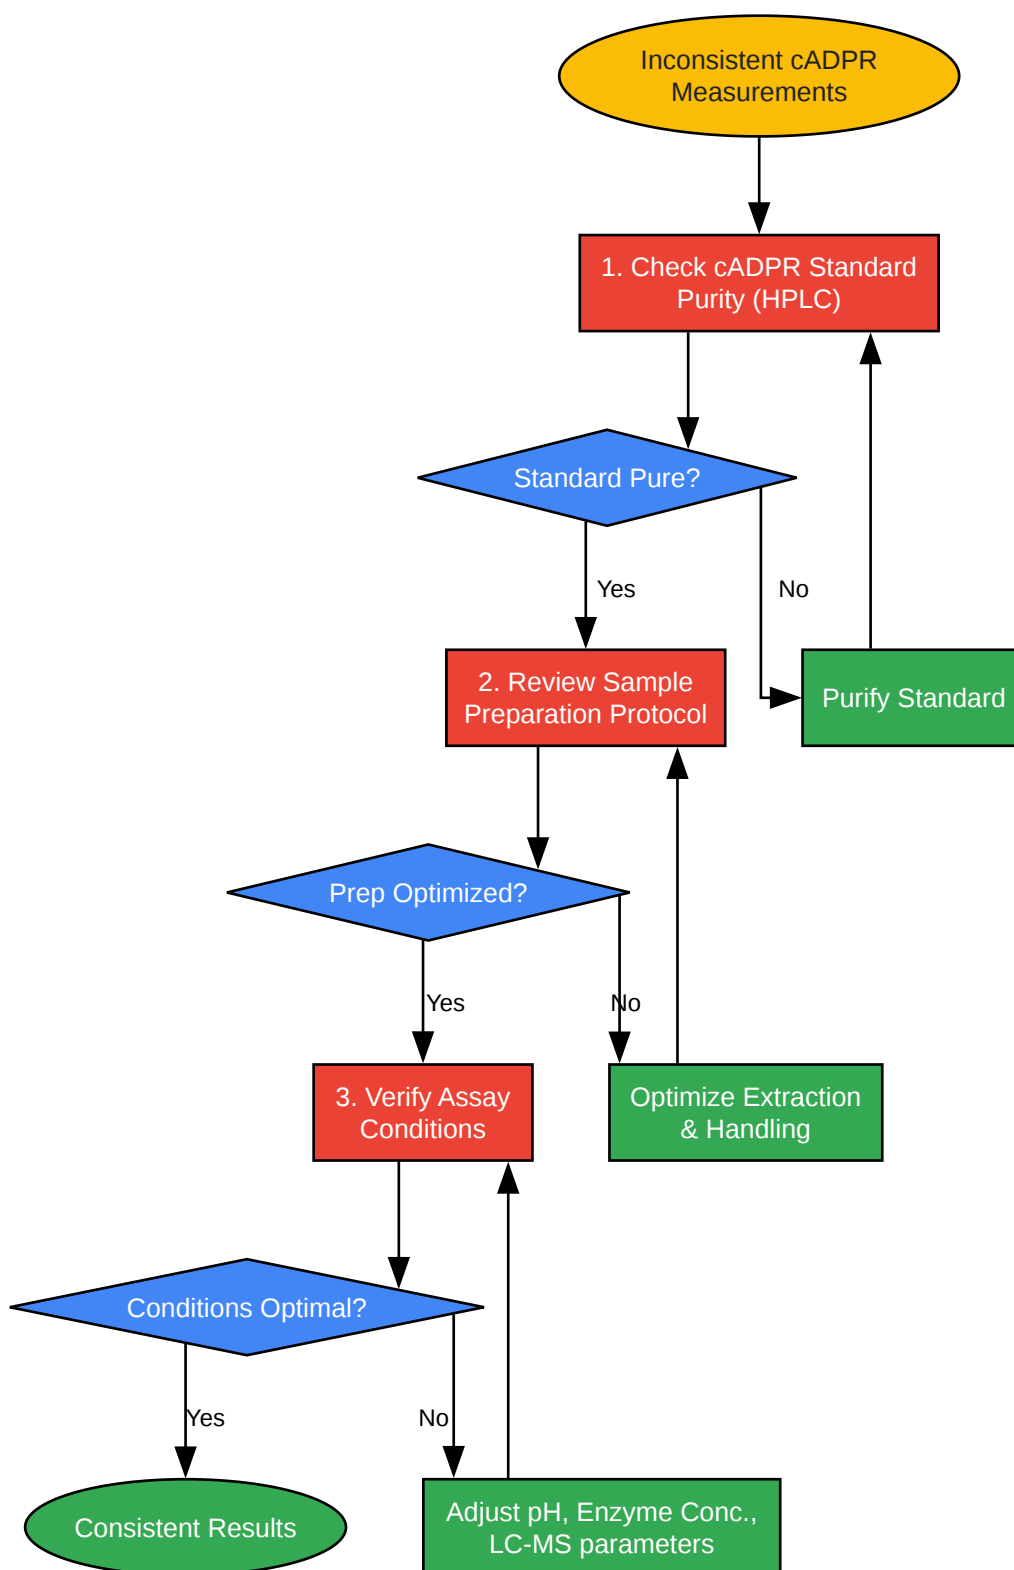 Inconsistent cADPR
Measurements
1. Check cADPR Standard
Purity (HPLC)
Standard Pure?
Yes
No
2. Review Sample
Preparation Protocol
Purify Standard
Prep Optimized?
Yes
No
3. Verify Assay
Conditions
Optimize Extraction
& Handling
Conditions Optimal?
Yes
No
Consistent Results
Adjust pH, Enzyme Conc.,
LC-MS parameters